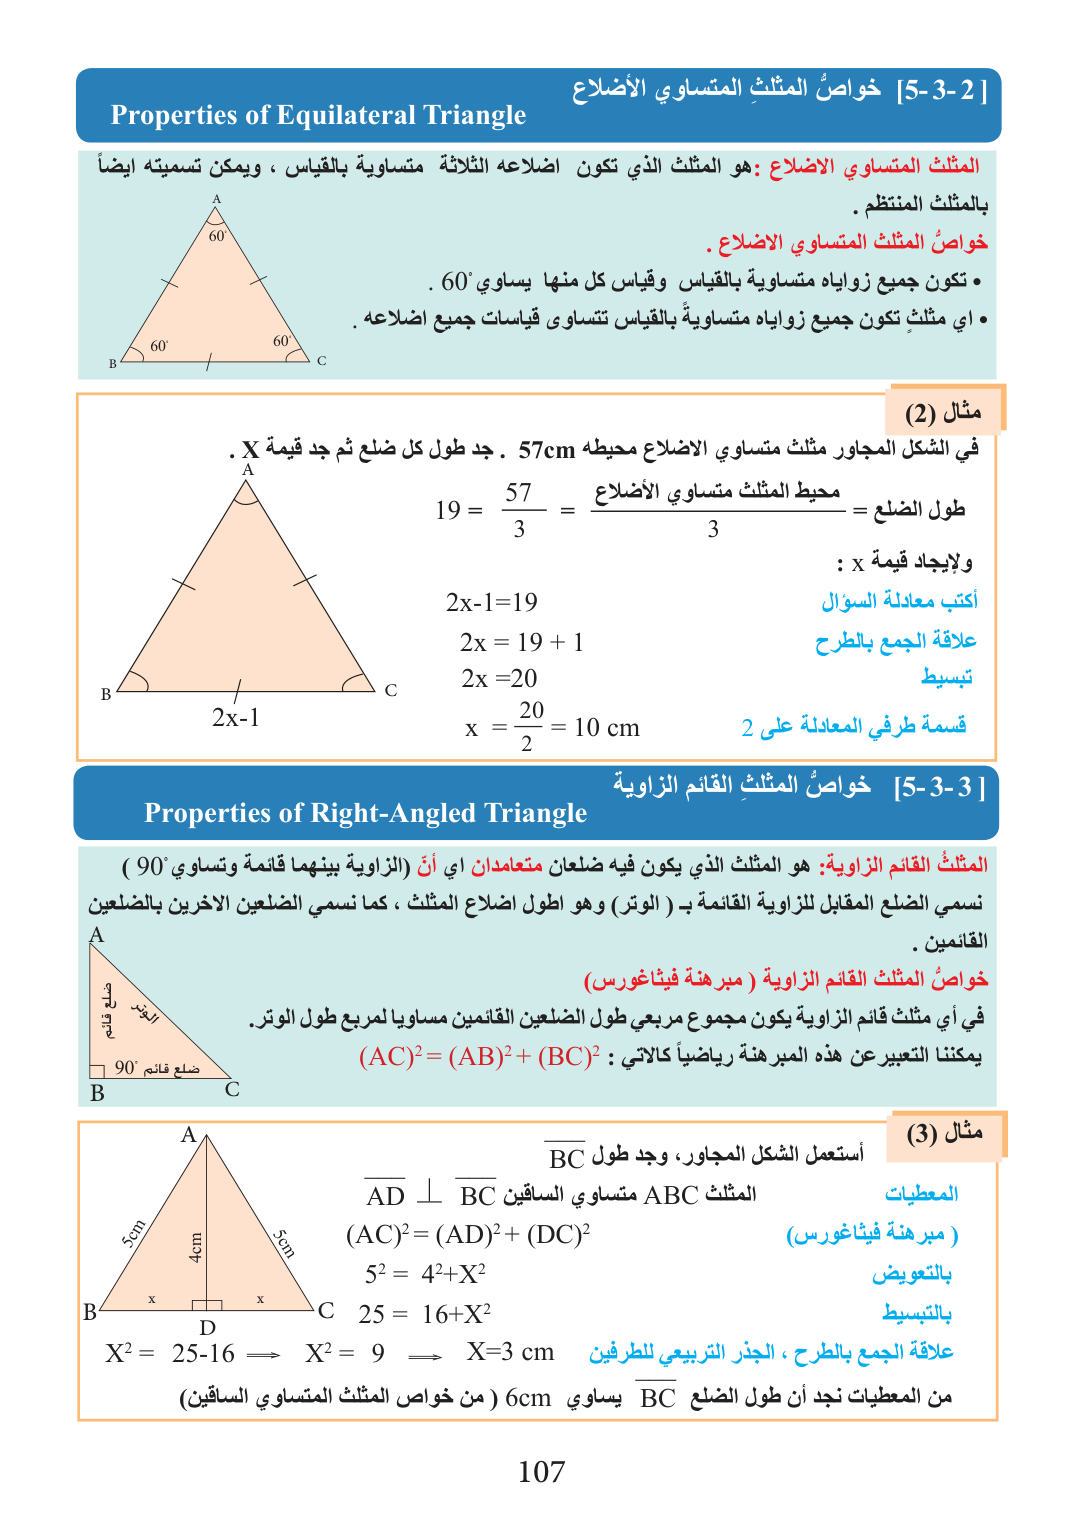 [5-3-2] خواصُّ المثلثِ المتساوي الأضلاع
Properties of Equilateral Triangle
المثلث المتساوي الاضلاع :هو المثلث الذي تكون اضلاعه الثلاثة متساوية بالقياس ، ويمكن تسميته ايضاً
بالمثلث المنتظم .
خواصُّ المثلث المتساوي الاضلاع .
• تكون جميع زواياه متساوية بالقياس وقياس كل منها يساوي 60° .
• اي مثلثٍ تكون جميع زواياه متساويةً بالقياس تتساوى قياسات جميع اضلاعه .
A
60°
60°
60°
B
C
مثال (2)
في الشكل المجاور مثلث متساوي الاضلاع محيطه 57cm . جد طول كل ضلع ثم جد قيمة X .
طول الضلع = محيط المثلث متساوي الأضلاع / 3 = 57 / 3 = 19
ولإيجاد قيمة x :
2x-1=19 أكتب معادلة السؤال
2x = 19 + 1 علاقة الجمع بالطرح
2x =20 تبسيط
x = 20 / 2 = 10 cm قسمة طرفي المعادلة على 2
A
B
C
2x-1
[5-3-3] خواصُّ المثلثِ القائم الزاوية
Properties of Right-Angled Triangle
المثلثُ القائم الزاوية: هو المثلث الذي يكون فيه ضلعان متعامدان اي أنّ (الزاوية بينهما قائمة وتساوي 90° )
نسمي الضلع المقابل للزاوية القائمة بـ ( الوتر) وهو اطول اضلاع المثلث ، كما نسمي الضلعين الاخرين بالضلعين
القائمين .
خواصُّ المثلث القائم الزاوية ( مبرهنة فيثاغورس)
في أي مثلث قائم الزاوية يكون مجموع مربعي طول الضلعين القائمين مساويا لمربع طول الوتر.
يمكننا التعبيرعن هذه المبرهنة رياضياً كالاتي : (AC)² = (AB)² + (BC)²
A
ضلع قائم
الوتر
90° ضلع قائم
B
C
مثال (3)
أستعمل الشكل المجاور، وجد طول BC
المعطيات المثلث ABC متساوي الساقين AD ⊥ BC
(AC)² = (AD)² + (DC)² ( مبرهنة فيثاغورس)
5² = 4²+X² بالتعويض
25 = 16+X² بالتبسيط
X² = 25-16 ⟹ X² = 9 ⟹ X=3 cm علاقة الجمع بالطرح ، الجذر التربيعي للطرفين
من المعطيات نجد أن طول الضلع BC يساوي 6cm ( من خواص المثلث المتساوي الساقين)
A
5cm
4cm
5cm
x
x
B
C
D
107